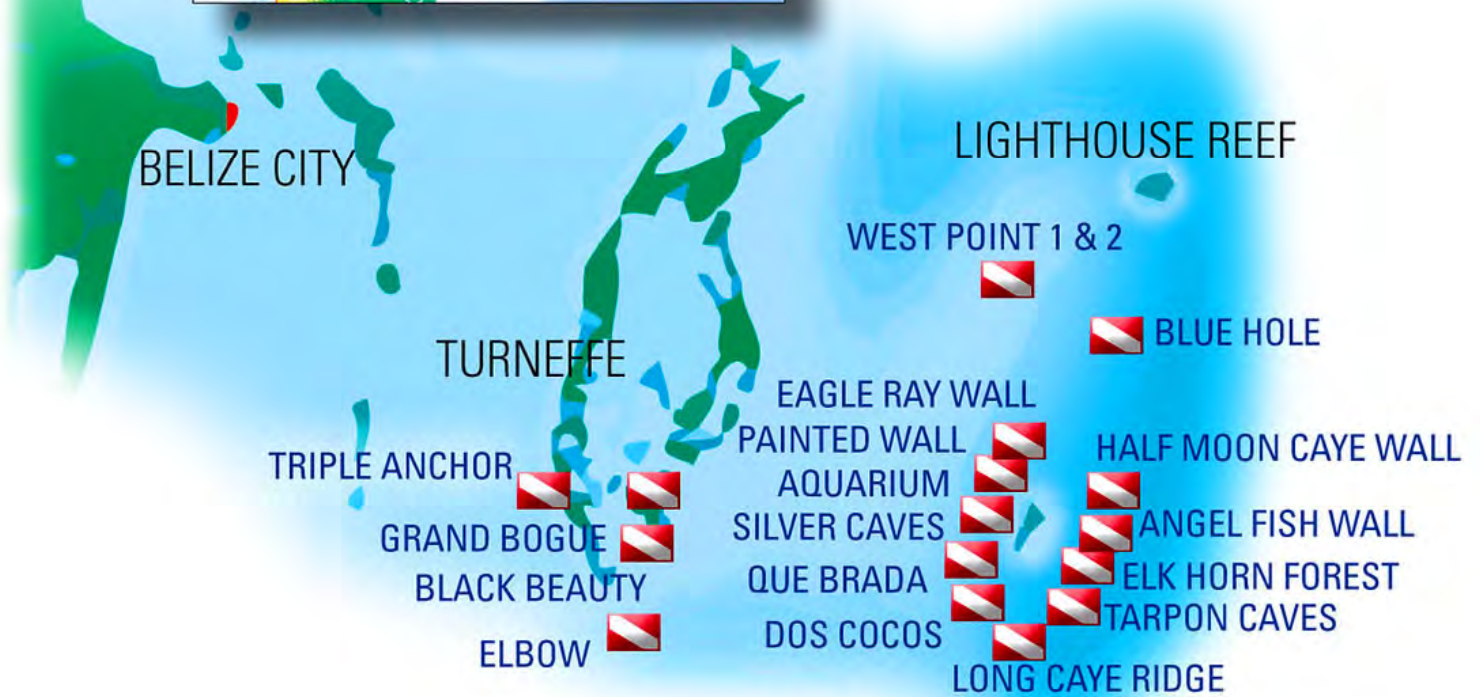 LIGHTHOUSE REEF
BELIZE CITY
WEST POINT 1 & 2
BLUE HOLE
TURNEFFE
EAGLE RAY WALL
PAINTED WALL
HALF MOON CAYE WALL
TRIPLE ANCHOR
AQUARIUM
SILVER CAVES
ANGEL FISH WALL
GRAND BOGUE
QUE BRADA
ELK HORN FOREST
BLACK BEAUTY
TARPON CAVES
DOS COCOS
ELBOW
LONG CAYE RIDGE